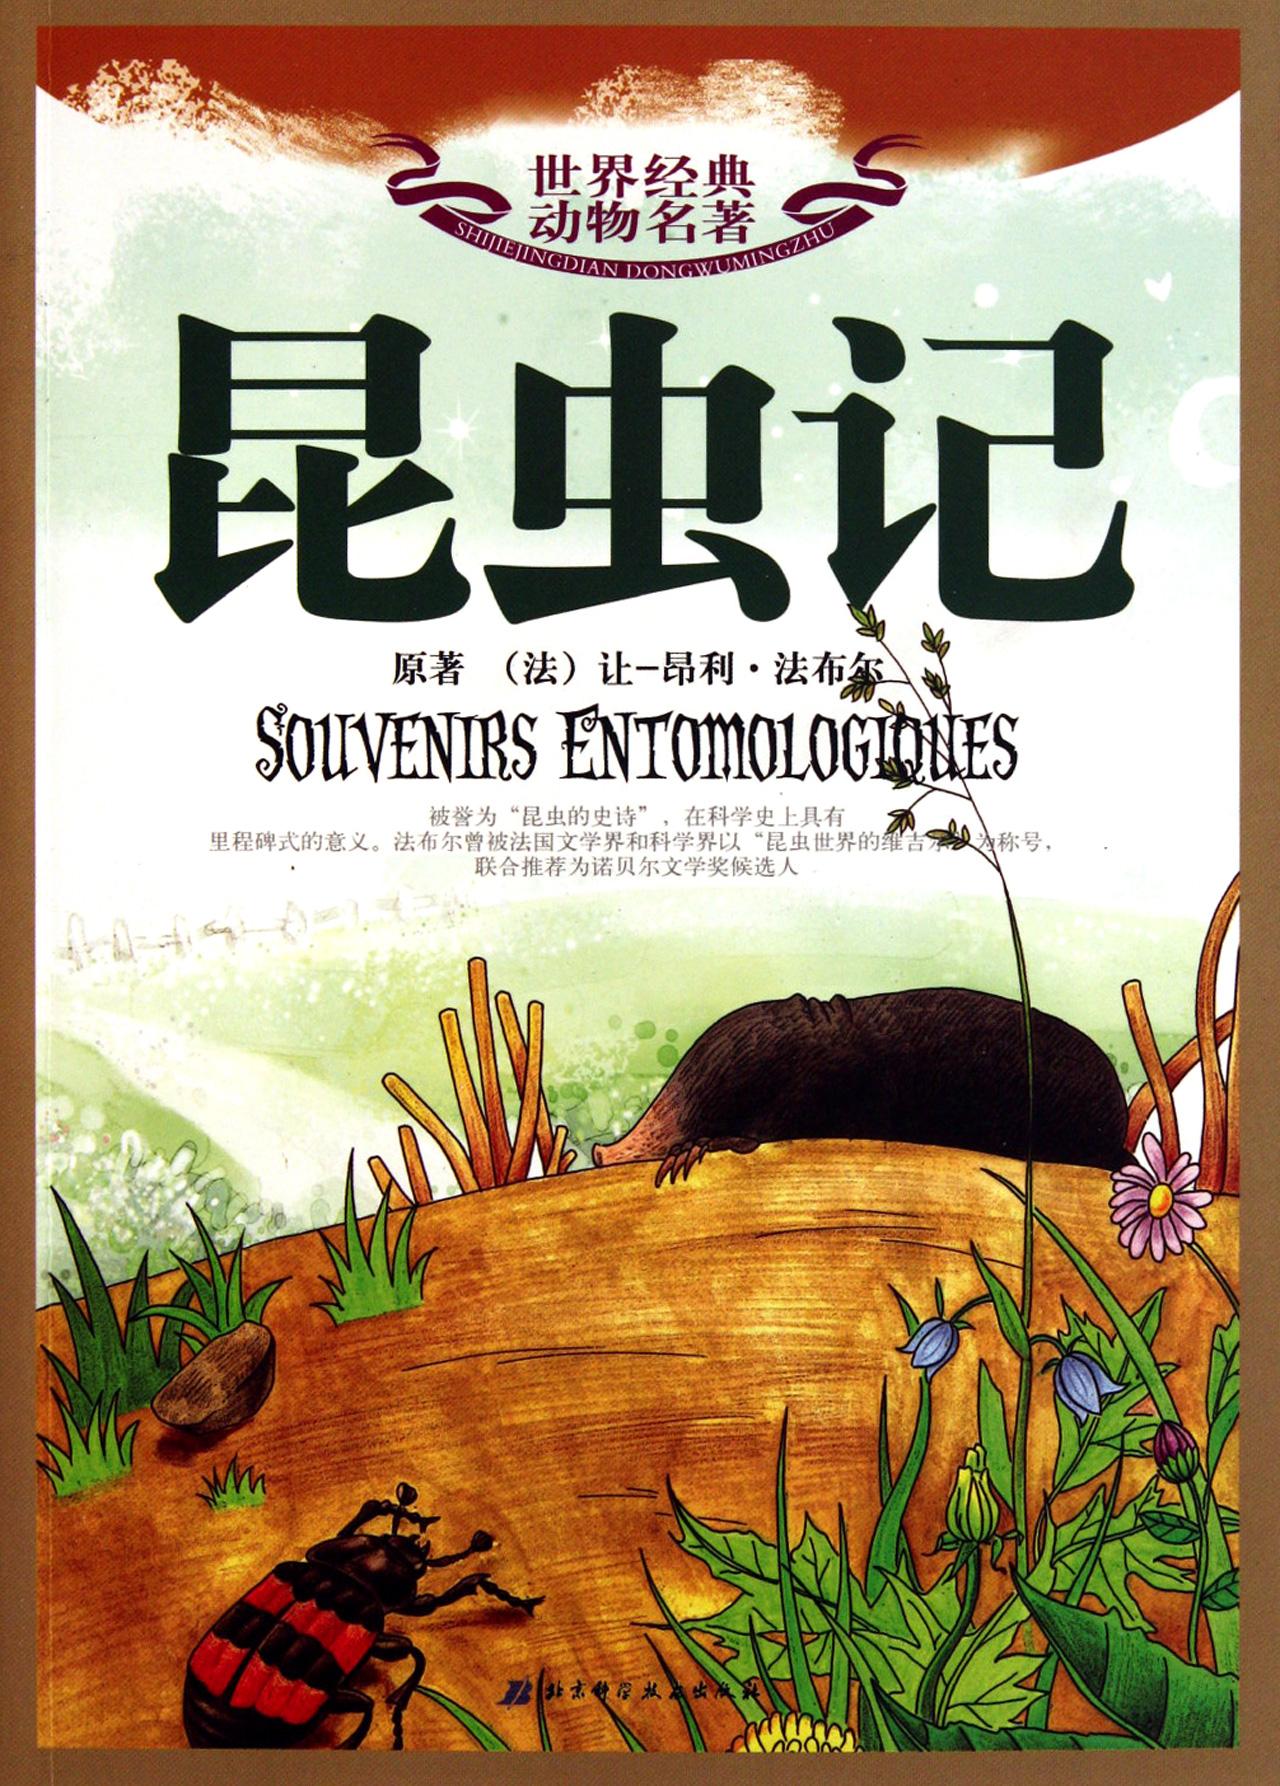 世界经典
动物名著
SHIJIEJINGDIAN DONGWUMINGZHU
昆虫记
原著 （法）让-昂利·法布尔
SOUVENIRS ENTOMOLOGIQUES
被誉为“昆虫的史诗”，在科学史上具有
里程碑式的意义。法布尔曾被法国文学界和科学界以“昆虫世界的维吉尔”为称号，
联合推荐为诺贝尔文学奖候选人
北京科学技术出版社